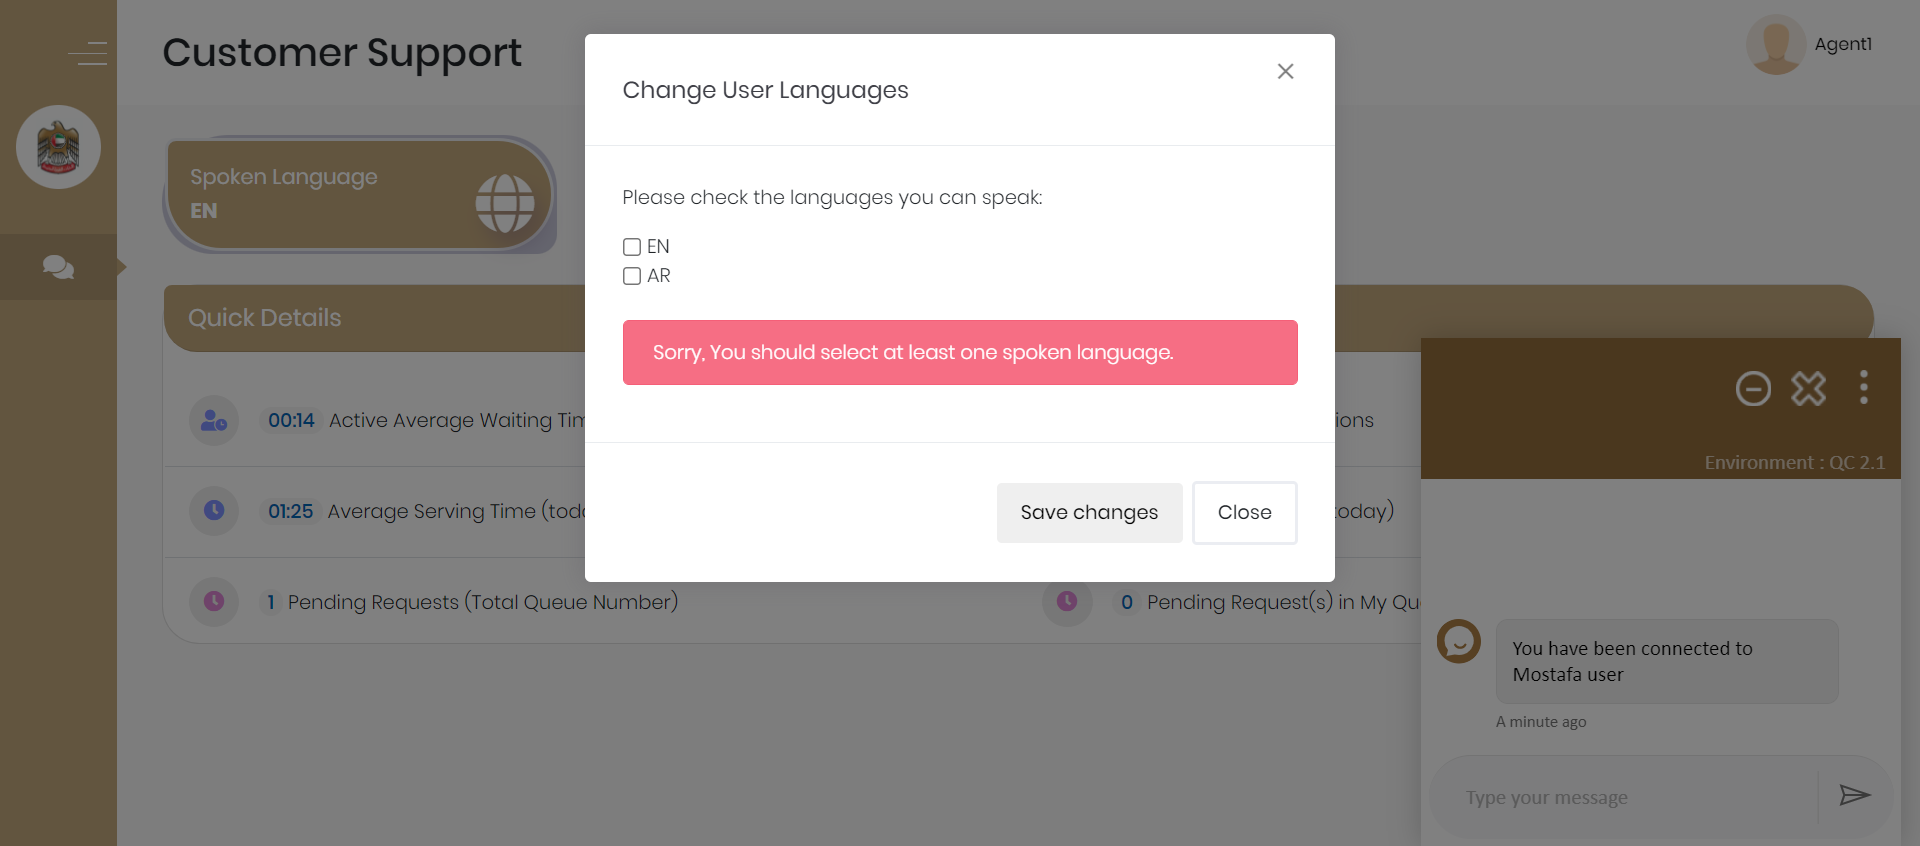 Customer Support
Agent1
Change User Languages
Spoken Language
EN
Please check the languages you can speak:
EN
AR
Quick Details
Sorry, You should select at least one spoken language.
00:14 Active Average Waiting Tim
ions
Environment : QC 2.1
01:25 Average Serving Time (tod
today)
Save changes
Close
1 Pending Requests (Total Queue Number)
0 Pending Request(s) in My Qu
You have been connected to
Mostafa user
A minute ago
Type your message